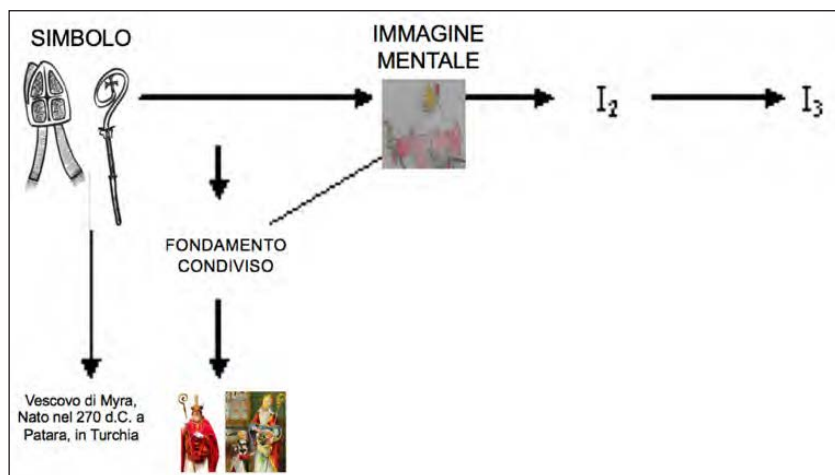 SIMBOLO
IMMAGINE
MENTALE
I2
I3
FONDAMENTO
CONDIVISO
Vescovo di Myra,
Nato nel 270 d.C. a
Patara, in Turchia